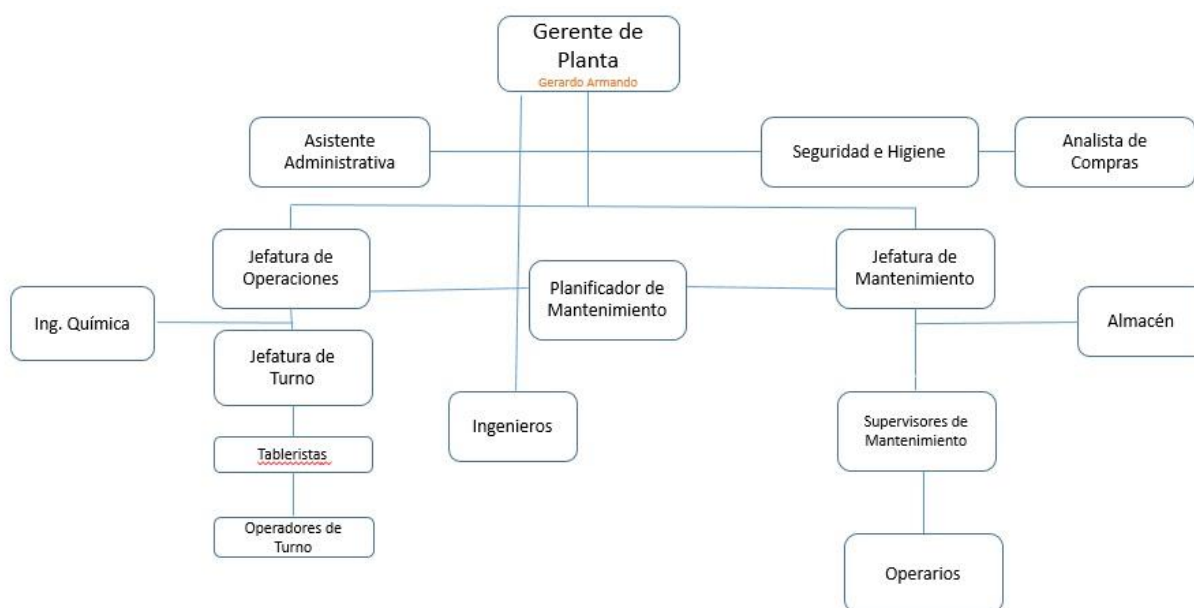 Gerente de
Planta
Gerardo Armando
Asistente
Administrativa
Seguridad e Higiene
Analista de
Compras
Jefatura de
Operaciones
Jefatura de
Mantenimiento
Planificador de
Mantenimiento
Ing. Química
Almacén
Jefatura de
Turno
Ingenieros
Supervisores de
Mantenimiento
Tableristas
Operadores de
Turno
Operarios